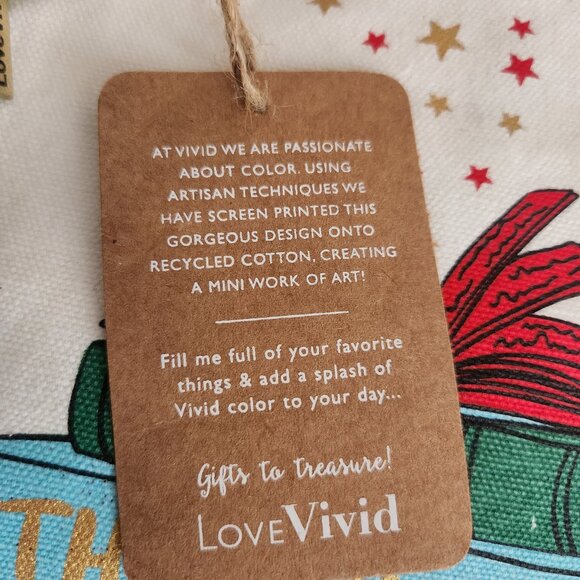 AT VIVID WE ARE PASSIONATE
ABOUT COLOR. USING
ARTISAN TECHNIQUES WE
HAVE SCREEN PRINTED THIS
GORGEOUS DESIGN ONTO
RECYCLED COTTON, CREATING
A MINI WORK OF ART!
Fill me full of your favorite
things & add a splash of
Vivid color to your day...
Gifts to treasure!
LOVEVivid
TH